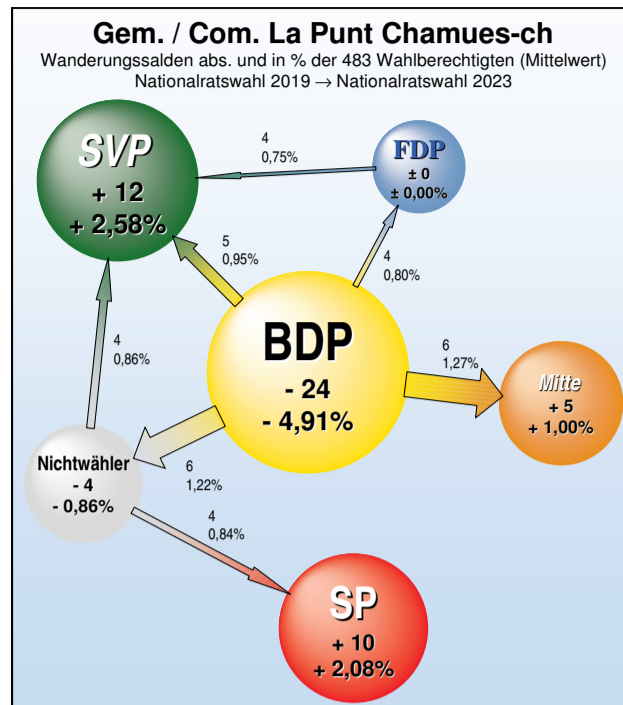 Gem. / Com. La Punt Chamues-ch
Wanderungssalden abs. und in % der 483 Wahlberechtigten (Mittelwert)
Nationalratswahl 2019 → Nationalratswahl 2023
SVP
+ 12
+ 2,58%
4
0,75%
FDP
± 0
± 0,00%
5
0,95%
4
0,80%
BDP
- 24
- 4,91%
4
0,86%
6
1,27%
Mitte
+ 5
+ 1,00%
Nichtwähler
- 4
- 0,86%
6
1,22%
4
0,84%
SP
+ 10
+ 2,08%